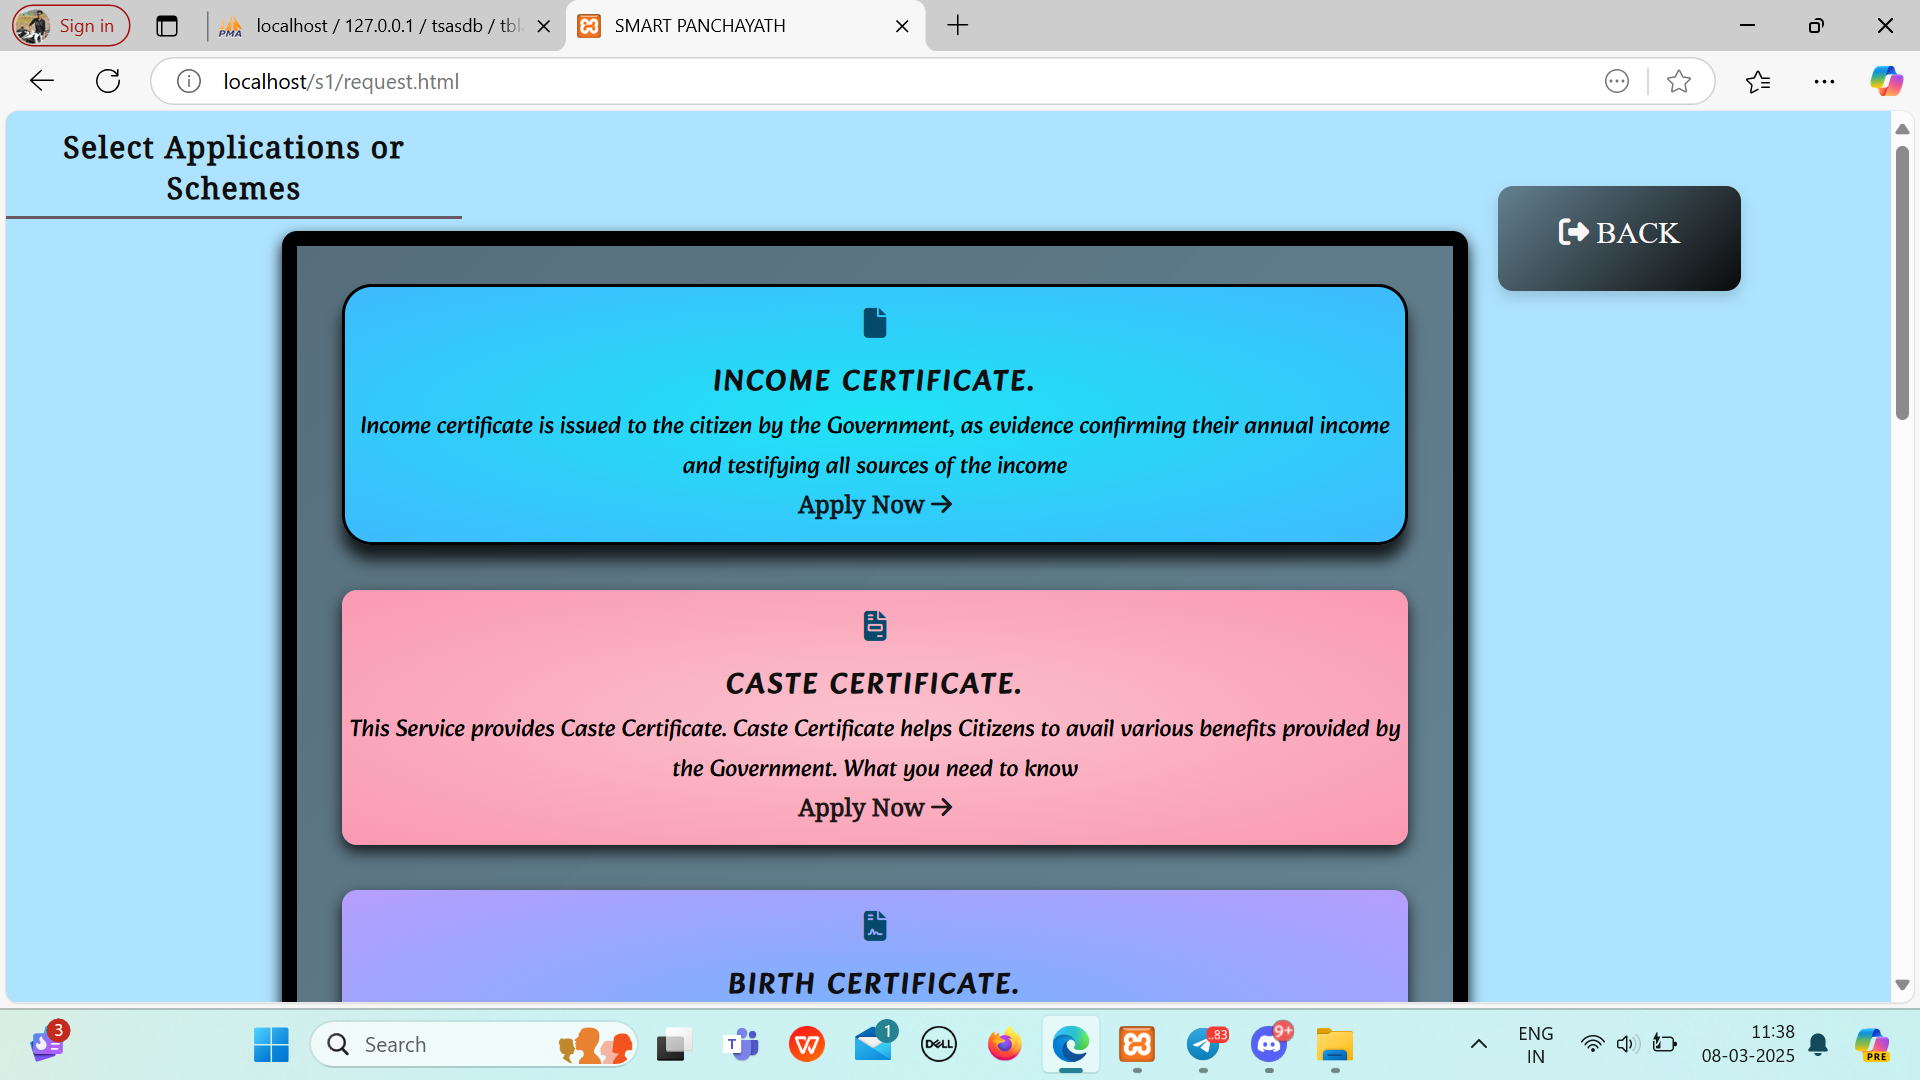 Sign in
PMA
localhost / 127.0.0.1 / tsasdb / tbl
SMART PANCHAYATH
localhost/s1/request.html
Select Applications or
Schemes
BACK
INCOME CERTIFICATE.
Income certificate is issued to the citizen by the Government, as evidence confirming their annual income
and testifying all sources of the income
Apply Now →
CASTE CERTIFICATE.
This Service provides Caste Certificate. Caste Certificate helps Citizens to avail various benefits provided by
the Government. What you need to know
Apply Now →
BIRTH CERTIFICATE.
3
Search
T
W
1
DELL
..83
9+
ENG
IN
11:38
08-03-2025
PRE